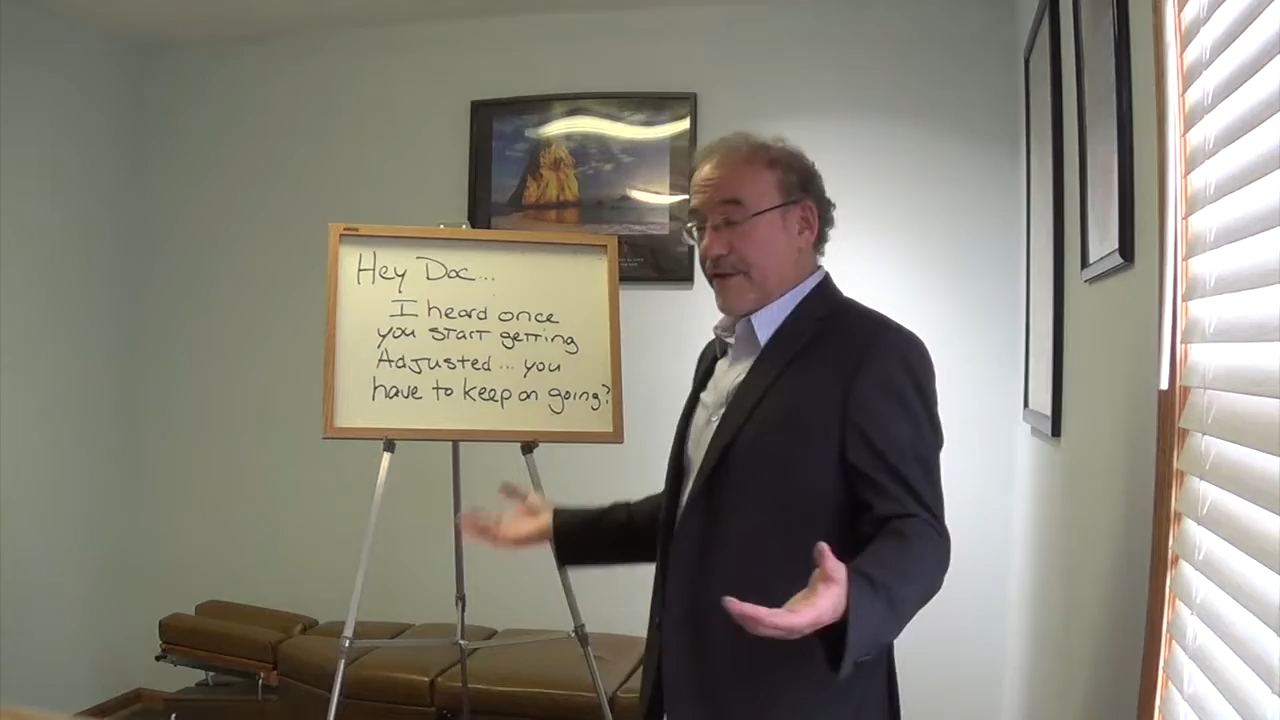 Hey Doc...
I heard once
you start getting
Adjusted... you
have to keep on going?